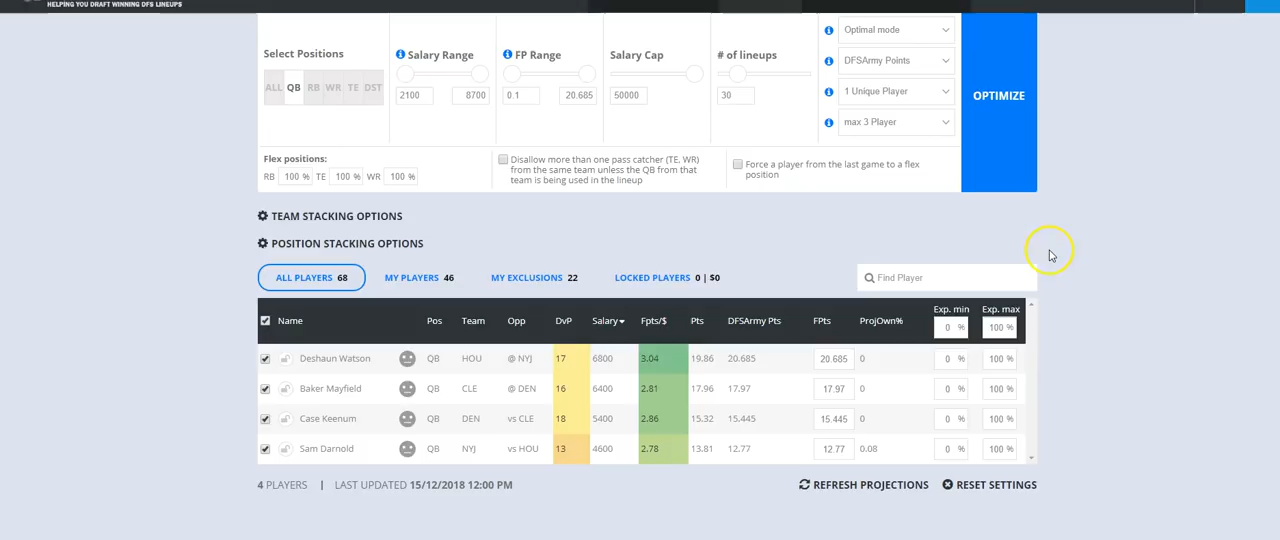 HELPING YOU DRAFT WINNING DFS LINEUPS
Select Positions
ALL QB RB WR TE DST
Salary Range
2100 8700
FP Range
0.1 20.685
Salary Cap
50000
# of lineups
30
Optimal mode
DFSArmy Points
1 Unique Player
max 3 Player
OPTIMIZE
Flex positions:
RB 100 % TE 100 % WR 100 %
Disallow more than one pass catcher (TE, WR)
from the same team unless the QB from that
team is being used in the lineup
Force a player from the last game to a flex
position
TEAM STACKING OPTIONS
POSITION STACKING OPTIONS
ALL PLAYERS 68 MY PLAYERS 46 MY EXCLUSIONS 22 LOCKED PLAYERS 0 | $0 Find Player
Name Pos Team Opp DvP Salary Fpts/$ Pts DFSArmy Pts FPts ProjOwn% Exp. min 0 % Exp. max 100 %
Deshaun Watson QB HOU @ NYJ 17 6800 3.04 19.86 20.685 20.685 0 0 % 100 %
Baker Mayfield QB CLE @ DEN 16 6400 2.81 17.96 17.97 17.97 0 0 % 100 %
Case Keenum QB DEN vs CLE 18 5400 2.86 15.32 15.445 15.445 0 0 % 100 %
Sam Darnold QB NYJ vs HOU 13 4600 2.78 13.81 12.77 12.77 0.08 0 % 100 %
4 PLAYERS | LAST UPDATED 15/12/2018 12:00 PM REFRESH PROJECTIONS RESET SETTINGS